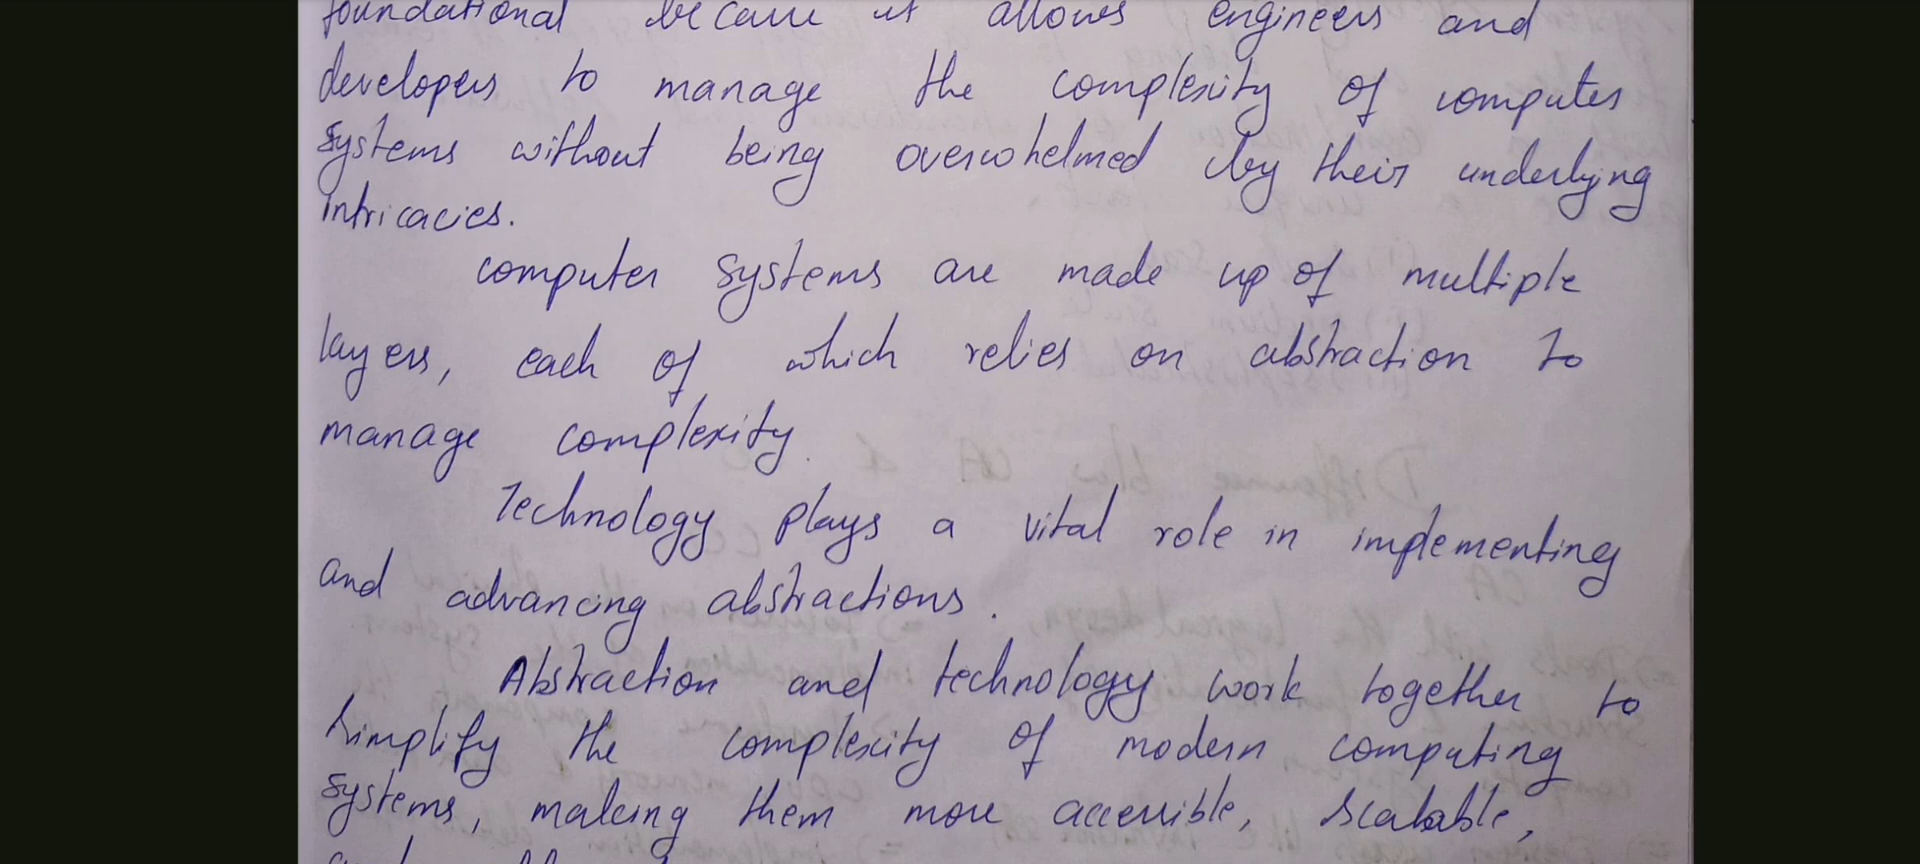 foundational because it allows engineers and
developers to manage the complexity of computer
systems without being overwhelmed by their underlying
intricacies.
computer systems are made up of multiple
layers, each of which relies on abstraction to
manage complexity.
Technology plays a vital role in implementing
and advancing abstractions.
Abstraction and technology work together to
simplify the complexity of modern computing
systems, making them more accessible, scalable,
and